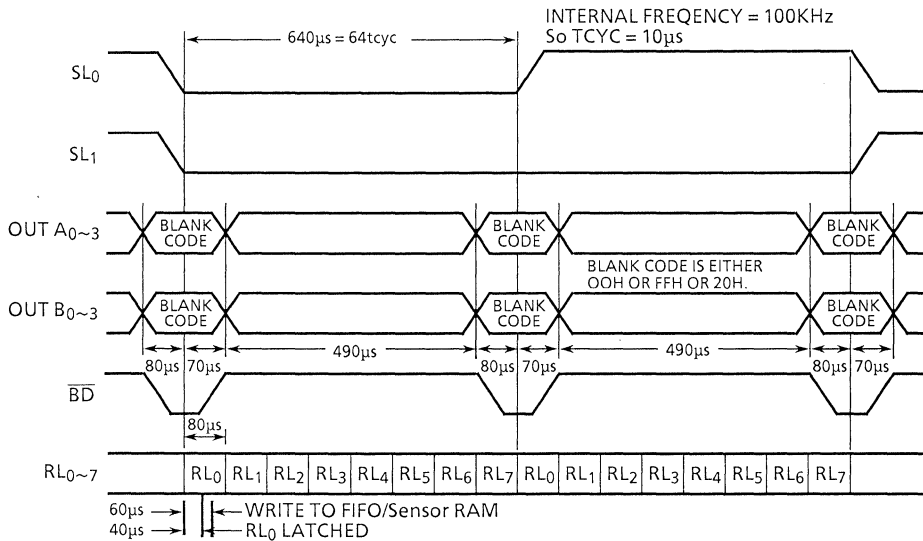 INTERNAL FREQENCY = 100KHz
So TCYC = 10µs
640µs = 64tcyc
SL0
SL1
OUT A0~3
BLANK CODE
BLANK CODE
BLANK CODE
BLANK CODE IS EITHER
OOH OR FFH OR 20H.
OUT B0~3
BLANK CODE
BLANK CODE
BLANK CODE
80µs 70µs 490µs 80µs 70µs 490µs 80µs 70µs
BD
80µs
RL0~7 RL0 RL1 RL2 RL3 RL4 RL5 RL6 RL7 RL0 RL1 RL2 RL3 RL4 RL5 RL6 RL7
60µs WRITE TO FIFO/Sensor RAM
40µs RL0 LATCHED